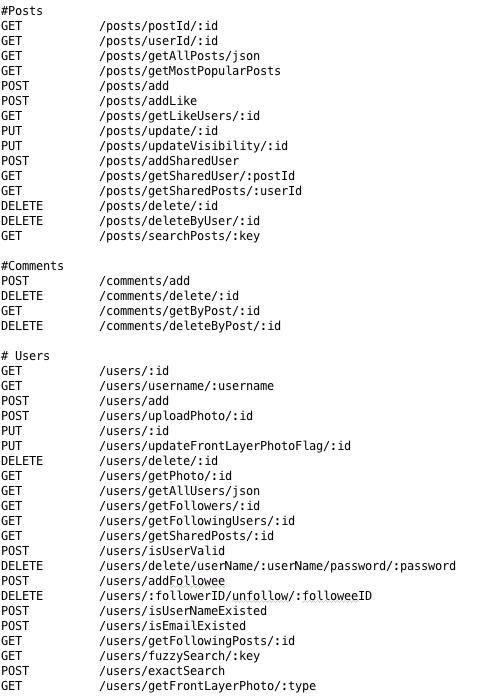 #Posts
GET /posts/postId/:id
GET /posts/userId/:id
GET /posts/getAllPosts/json
GET /posts/getMostPopularPosts
POST /posts/add
POST /posts/addLike
GET /posts/getLikeUsers/:id
PUT /posts/update/:id
PUT /posts/updateVisibility/:id
POST /posts/addSharedUser
GET /posts/getSharedUser/:postId
GET /posts/getSharedPosts/:userId
DELETE /posts/delete/:id
DELETE /posts/deleteByUser/:id
GET /posts/searchPosts/:key
#Comments
POST /comments/add
DELETE /comments/delete/:id
GET /comments/getByPost/:id
DELETE /comments/deleteByPost/:id
# Users
GET /users/:id
GET /users/username/:username
POST /users/add
POST /users/uploadPhoto/:id
PUT /users/:id
PUT /users/updateFrontLayerPhotoFlag/:id
DELETE /users/delete/:id
GET /users/getPhoto/:id
GET /users/getAllUsers/json
GET /users/getFollowers/:id
GET /users/getFollowingUsers/:id
GET /users/getSharedPosts/:id
POST /users/isUserValid
DELETE /users/delete/userName/:userName/password/:password
POST /users/addFollowee
DELETE /users/:followerID/unfollow/:followeeID
POST /users/isUserNameExisted
POST /users/isEmailExisted
GET /users/getFollowingPosts/:id
GET /users/fuzzySearch/:key
POST /users/exactSearch
GET /users/getFrontLayerPhoto/:type